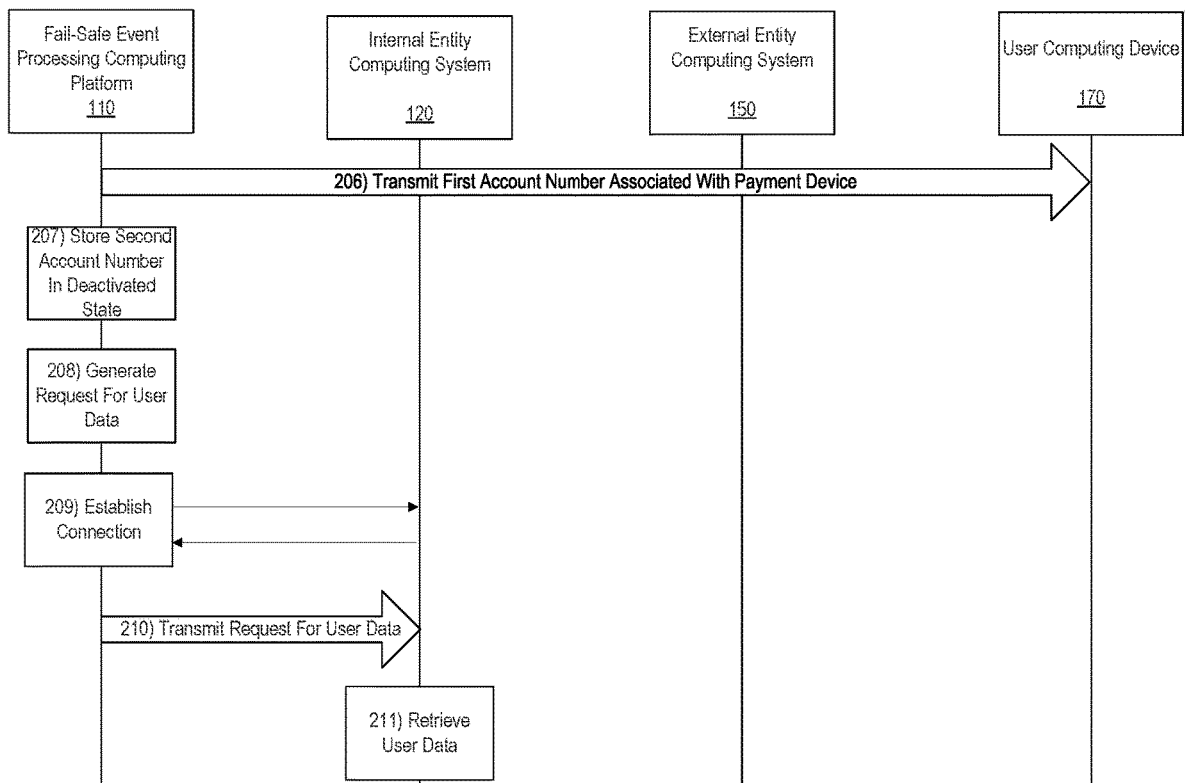 Fail-Safe Event
Processing Computing
Platform
110
Internal Entity
Computing System
120
External Entity
Computing System
150
User Computing Device
170
206) Transmit First Account Number Associated With Payment Device
207) Store Second
Account Number
In Deactivated
State
208) Generate
Request For User
Data
209) Establish
Connection
210) Transmit Request For User Data
211) Retrieve
User Data